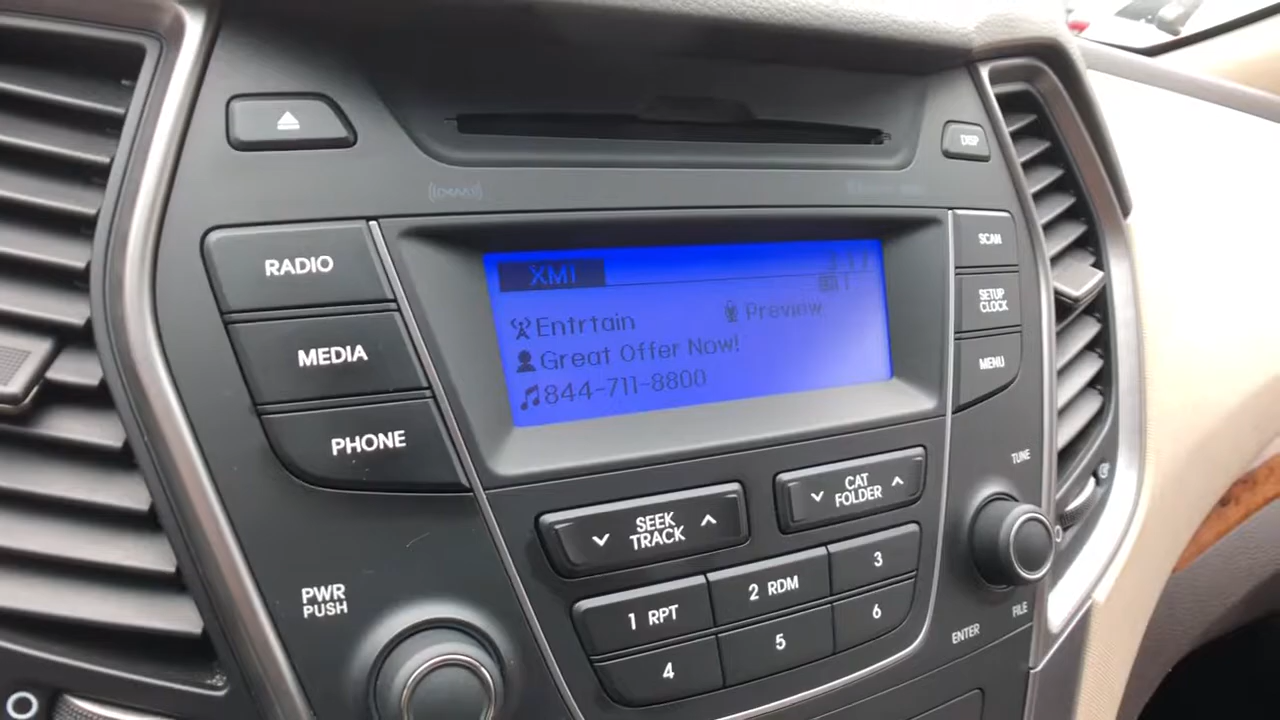 DISP
RADIO
MEDIA
PHONE
XM1
Entrtain
Preview
Great Offer Now!
844-711-8800
SCAN
SETUP
CLOCK
MENU
SEEK
TRACK
CAT
FOLDER
TUNE
1 RPT
2 RDM
3
4
5
6
PWR
PUSH
FILE
ENTER